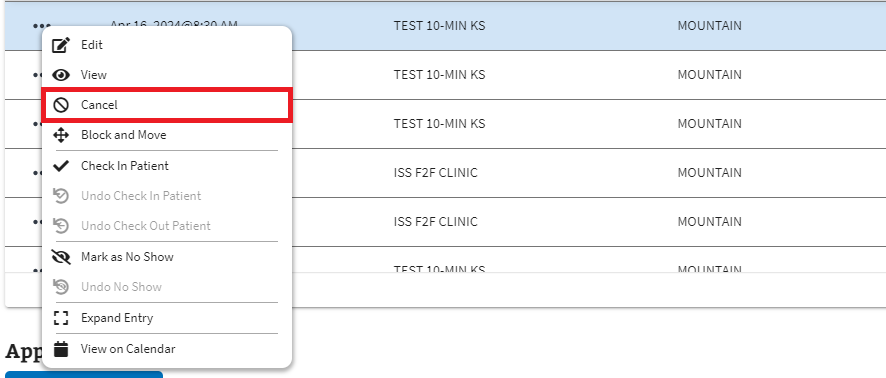 Apr 16, 2024@8:30 AM TEST 10-MIN KS MOUNTAIN
Edit
View
TEST 10-MIN KS MOUNTAIN
Cancel
TEST 10-MIN KS MOUNTAIN
Block and Move
Check In Patient
ISS F2F CLINIC MOUNTAIN
Undo Check In Patient
ISS F2F CLINIC MOUNTAIN
Undo Check Out Patient
Mark as No Show
TEST 10-MIN KS MOUNTAIN
Undo No Show
Expand Entry
View on Calendar
App